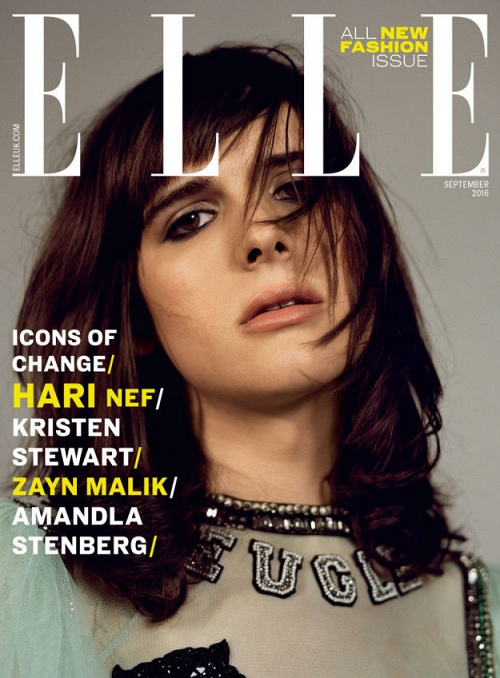 ELLE
ALL NEW
FASHION
ISSUE
ELLEUK.COM
SEPTEMBER
2016
ICONS OF
CHANGE/
HARI NEF/
KRISTEN
STEWART/
ZAYN MALIK/
AMANDLA
STENBERG/